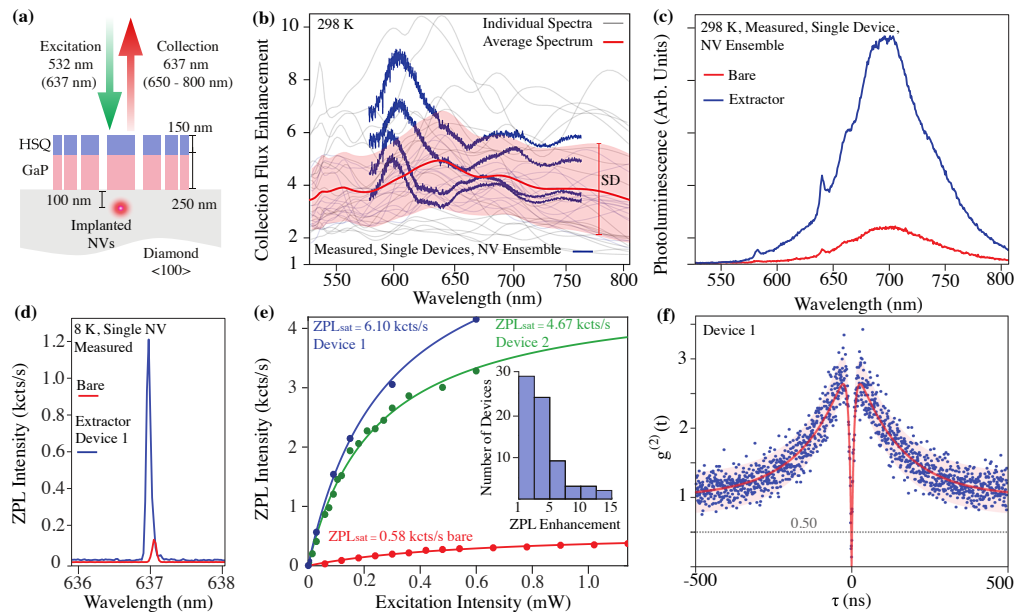 (a)
Excitation
532 nm
(637 nm)
Collection
637 nm
(650 - 800 nm)
HSQ
GaP
150 nm
250 nm
100 nm
Implanted
NVs
Diamond
<100>
(b)
298 K
Individual Spectra
Average Spectrum
SD
Measured, Single Devices, NV Ensemble
Collection Flux Enhancement
10
8
6
4
2
1
550
600
650
700
750
800
Wavelength (nm)
(c)
298 K, Measured, Single Device,
NV Ensemble
Bare
Extractor
Photoluminescence (Arb. Units)
550
600
650
700
750
800
Wavelength (nm)
(d)
8 K, Single NV
Measured
Bare
Extractor
Device 1
ZPL Intensity (kcts/s)
1.2
1.0
0.8
0.6
0.4
0.2
0
636
637
638
Wavelength (nm)
(e)
ZPLsat = 6.10 kcts/s
Device 1
ZPLsat = 4.67 kcts/s
Device 2
ZPLsat = 0.58 kcts/s bare
ZPL Intensity (kcts/s)
4
3
2
1
0
0
0.2
0.4
0.6
0.8
1.0
Excitation Intensity (mW)
Number of Devices
30
10
1
5
10
15
ZPL Enhancement
(f)
Device 1
g(2)(t)
3
2
1
0.50
-500
0
500
τ (ns)